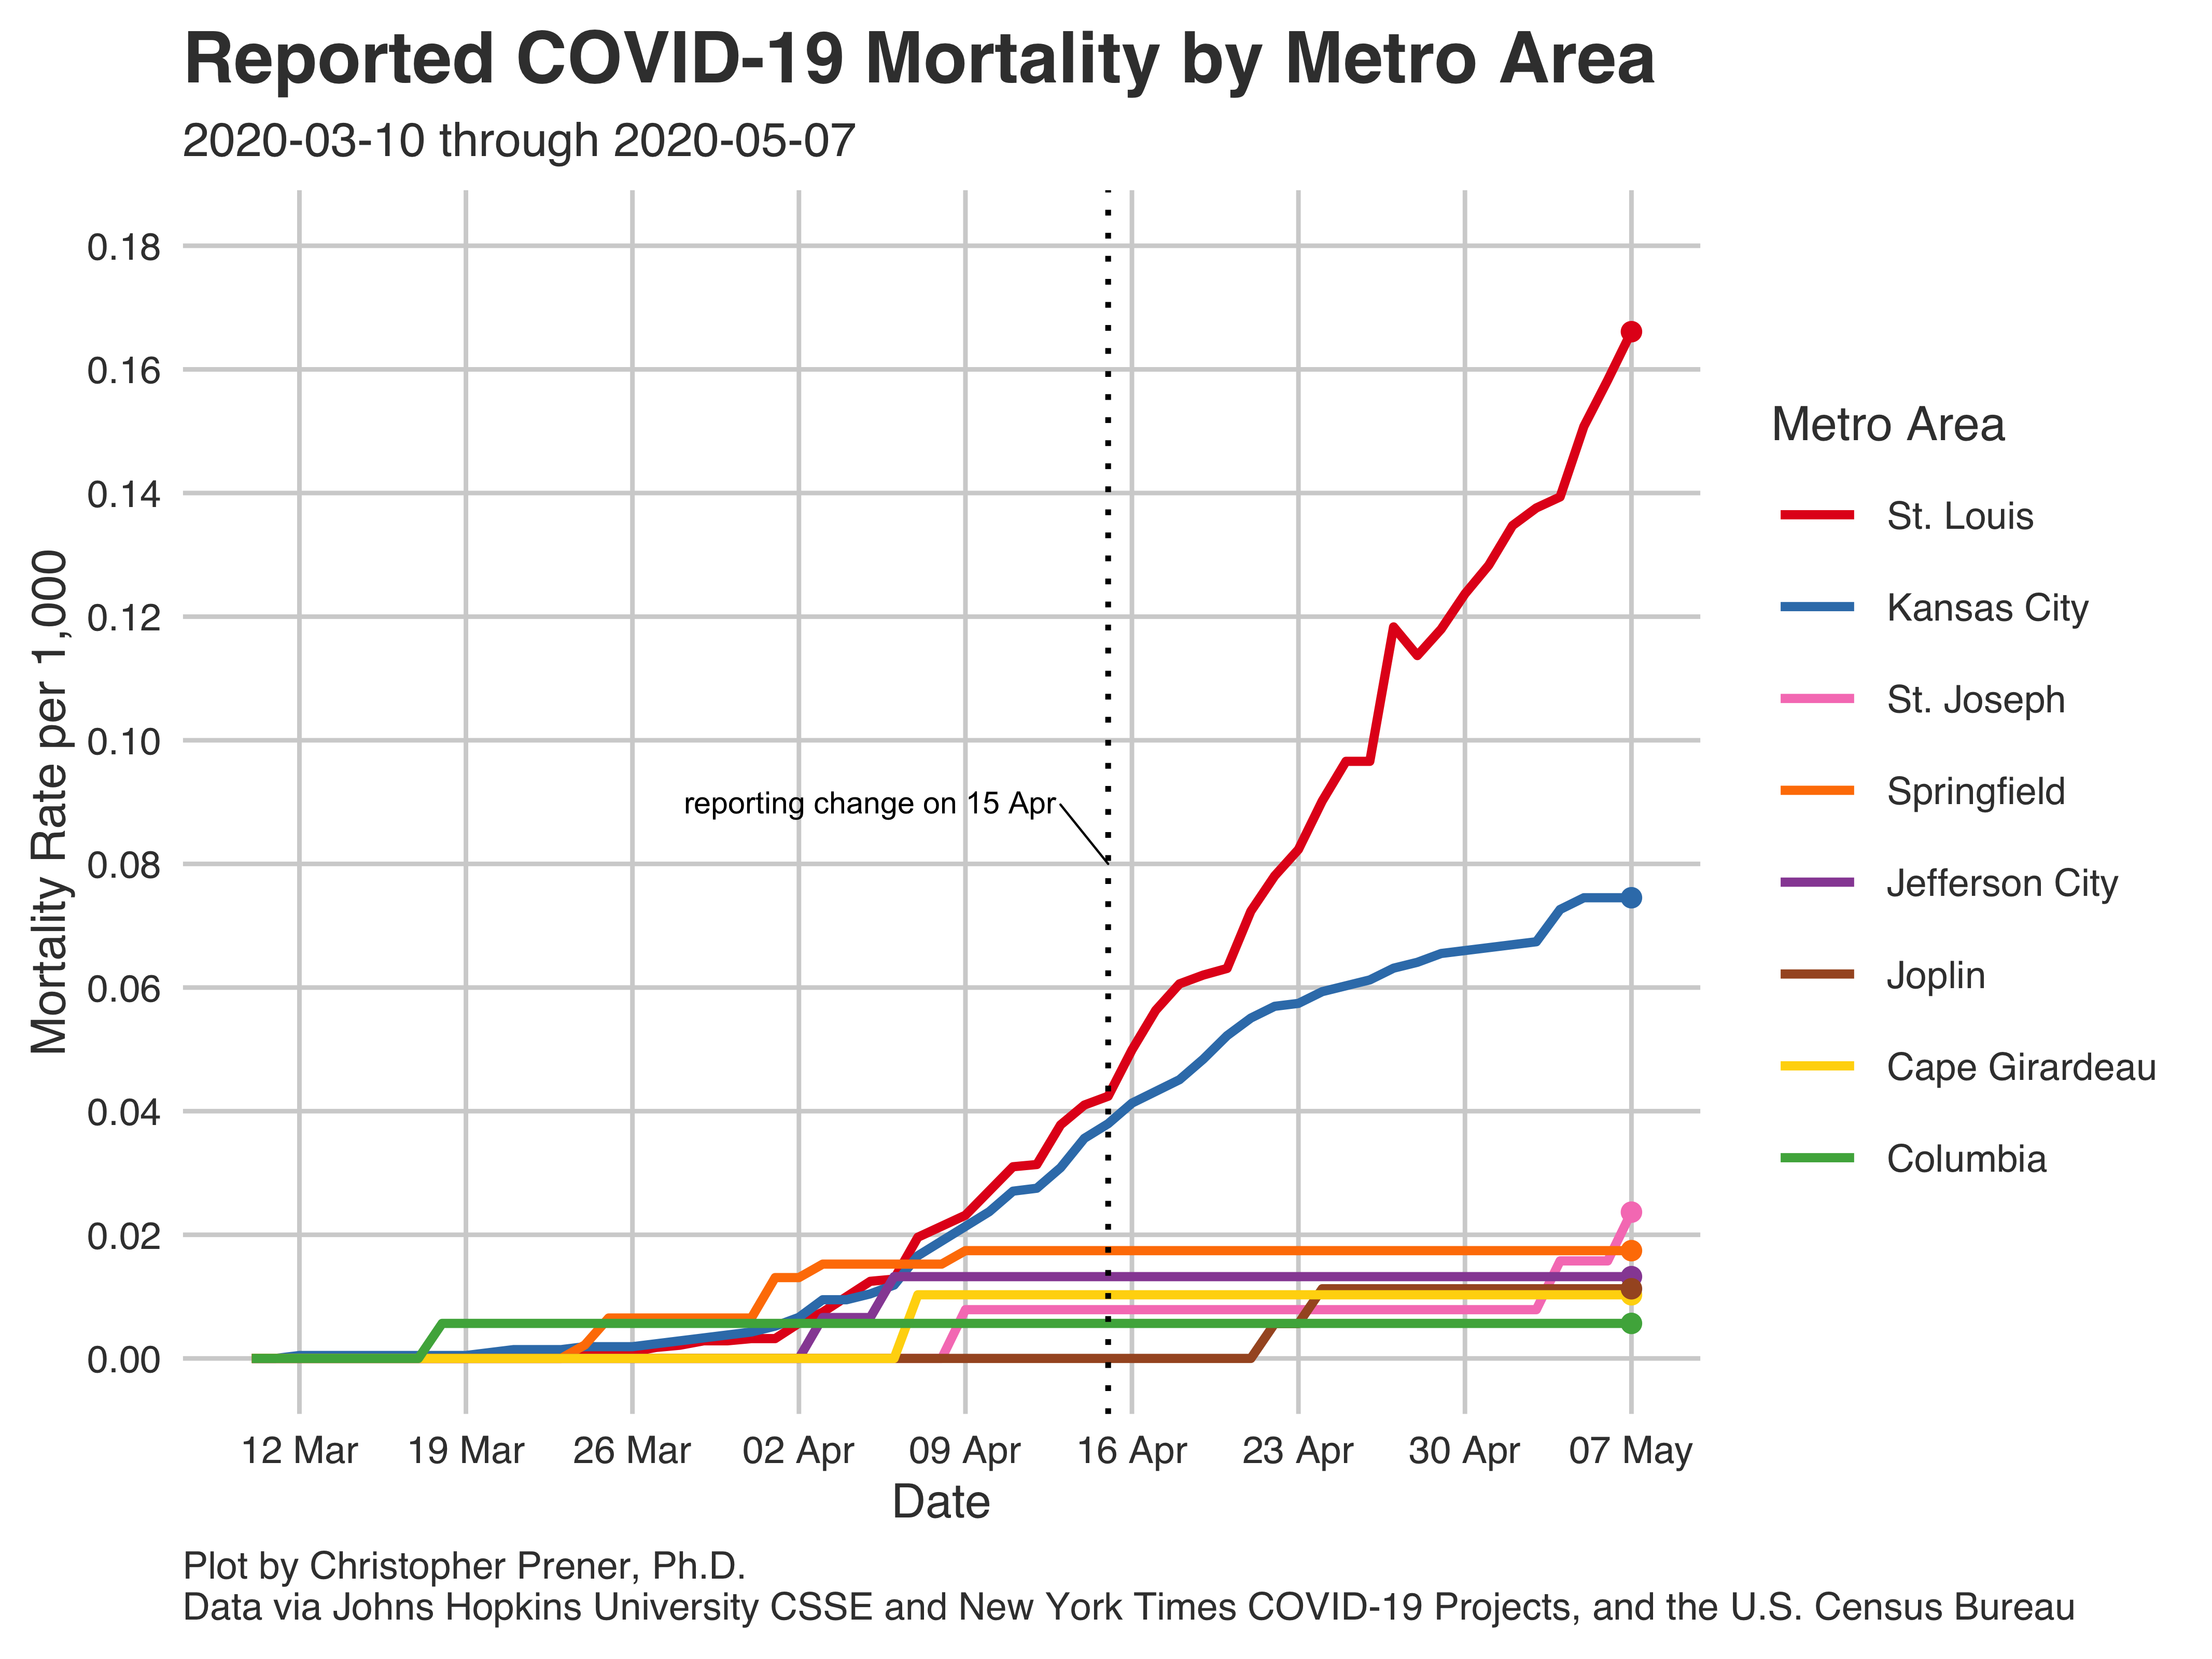 Reported COVID-19 Mortality by Metro Area
2020-03-10 through 2020-05-07
Mortality Rate per 1,000
0.18
0.16
0.14
0.12
0.10
0.08
0.06
0.04
0.02
0.00
reporting change on 15 Apr
12 Mar
19 Mar
26 Mar
02 Apr
09 Apr
16 Apr
23 Apr
30 Apr
07 May
Date
Metro Area
St. Louis
Kansas City
St. Joseph
Springfield
Jefferson City
Joplin
Cape Girardeau
Columbia
Plot by Christopher Prener, Ph.D.
Data via Johns Hopkins University CSSE and New York Times COVID-19 Projects, and the U.S. Census Bureau